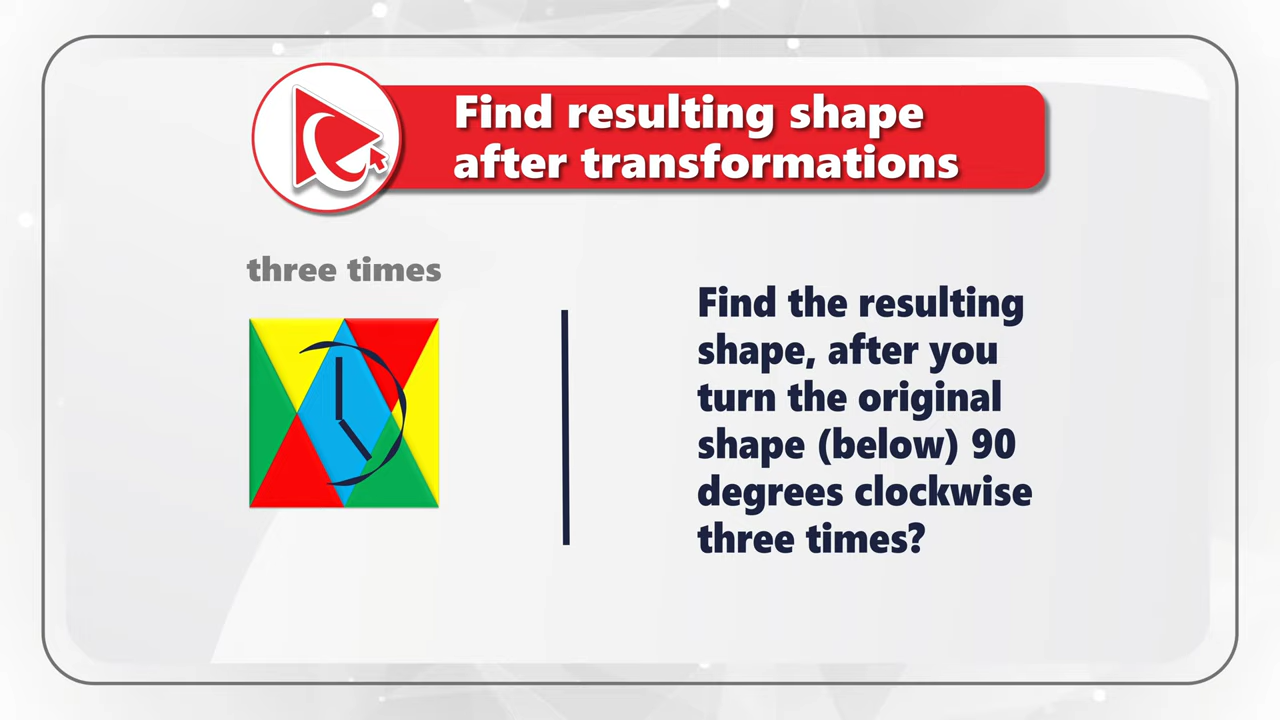 Find resulting shape
after transformations
three times
Find the resulting
shape, after you
turn the original
shape (below) 90
degrees clockwise
three times?